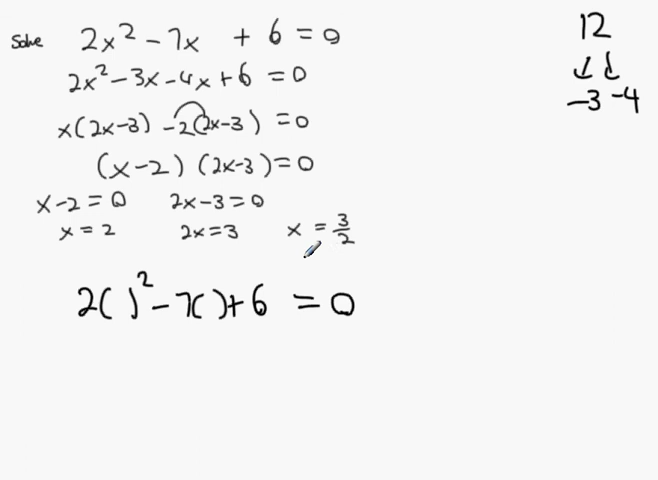 Solve 2x² - 7x + 6 = 0
12
2x² - 3x - 4x + 6 = 0
↓ ↓
-3 -4
x(2x-3) -2(2x-3) = 0
(x-2) (2x-3) = 0
x-2 = 0 2x-3 = 0
x = 2 2x = 3 x = 3/2
2( )² - 7( ) + 6 = 0